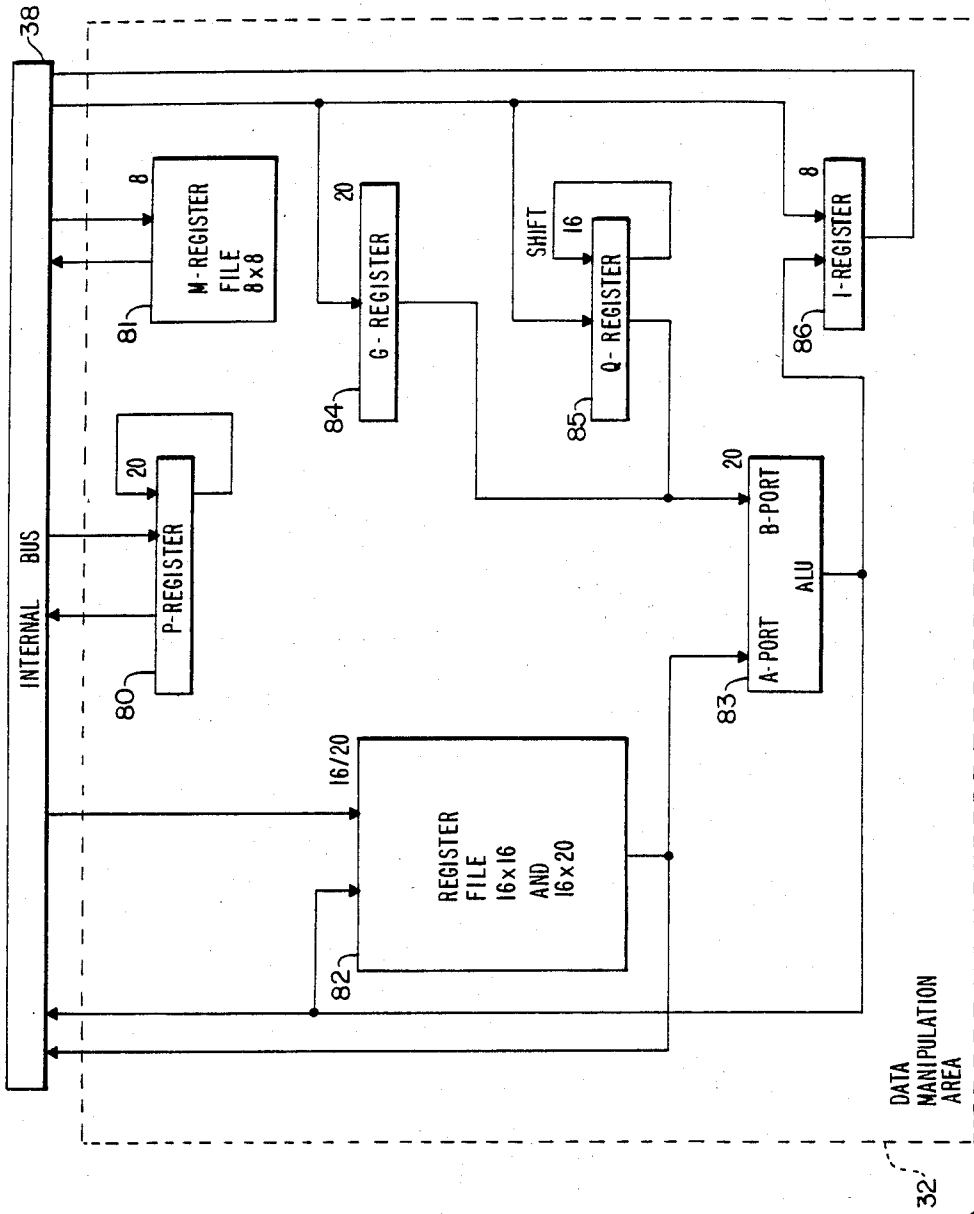 38
INTERNAL BUS
8
M-REGISTER
FILE
8x8
81
20
P-REGISTER
80
20
G-REGISTER
84
SHIFT
16
Q-REGISTER
85
16/20
REGISTER
FILE
16x16
AND
16x20
82
20
A-PORT
B-PORT
ALU
83
8
I-REGISTER
86
DATA
MANIPULATION
AREA
32